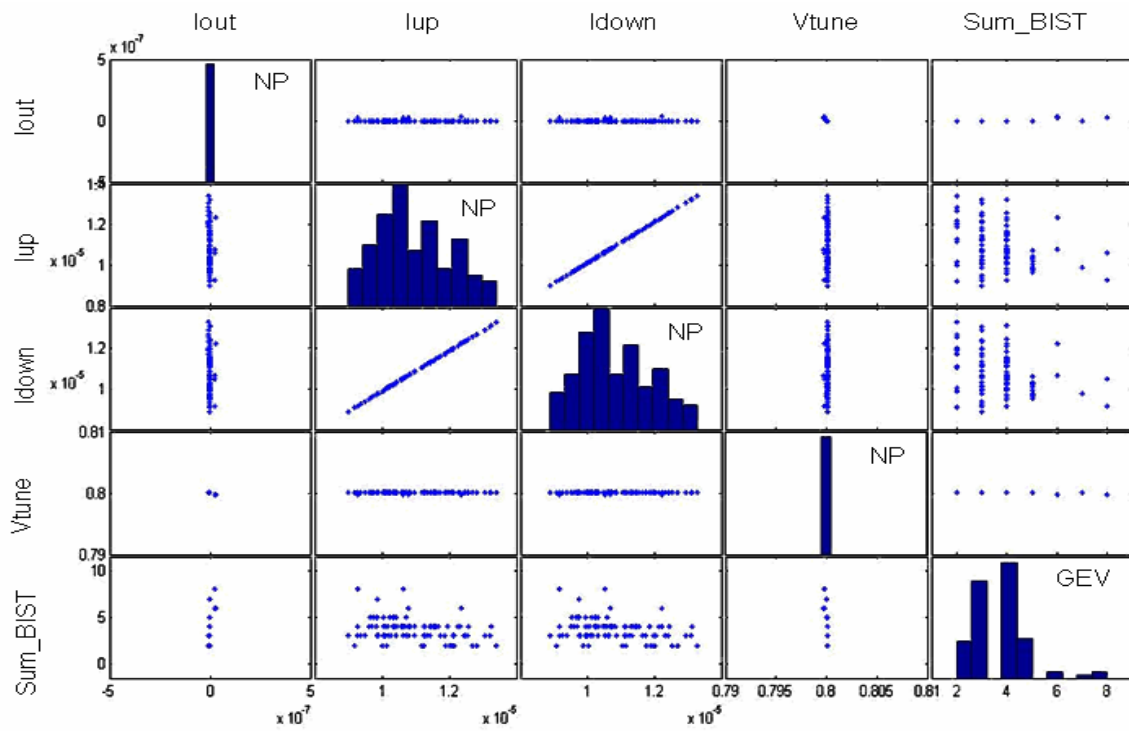 Iout Iup Idown Vtune Sum_BIST
x 10⁻⁷
5
NP
Iout
0
-5
1.5
1.2
NP
Iup
x 10⁻⁵
1
0.8
1.2
NP
Idown
x 10⁻⁵
1
0.81
NP
Vtune
0.8
0.79
10
GEV
Sum_BIST
5
0
-5 0 5 1 1.2 1 1.2 0.79 0.795 0.8 0.805 0.81 2 4 6 8
x 10⁻⁷ x 10⁻⁵ x 10⁻⁵